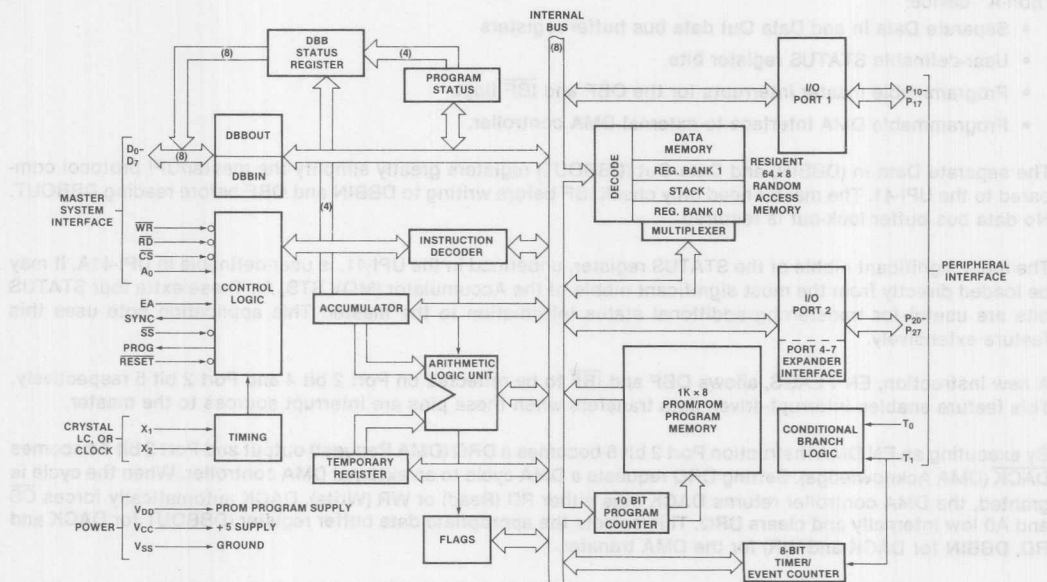 INTERNAL
BUS
(8)
(8)
DBB
STATUS
REGISTER
(4)
PROGRAM
STATUS
DBBOUT
DBBIN
D0-
D7
(8)
MASTER
SYSTEM
INTERFACE
(4)
WR
RD
CS
A0
EA
SYNC
SS
PROG
RESET
CONTROL
LOGIC
INSTRUCTION
DECODER
ACCUMULATOR
ARITHMETIC
LOGIC UNIT
CRYSTAL
LC, OR
CLOCK
X1
X2
TIMING
TEMPORARY
REGISTER
POWER
VDD
VCC
VSS
PROM PROGRAM SUPPLY
+5 SUPPLY
GROUND
FLAGS
I/O
PORT 1
P10-
P17
DECODE
DATA
MEMORY
REG. BANK 1
STACK
REG. BANK 0
MULTIPLEXER
RESIDENT
64 × 8
RANDOM
ACCESS
MEMORY
PERIPHERAL
INTERFACE
I/O
PORT 2
PORT 4-7
EXPANDER
INTERFACE
P20-
P27
1K × 8
PROM/ROM
PROGRAM
MEMORY
CONDITIONAL
BRANCH
LOGIC
T0
T1
10 BIT
PROGRAM
COUNTER
8-BIT
TIMER/
EVENT COUNTER